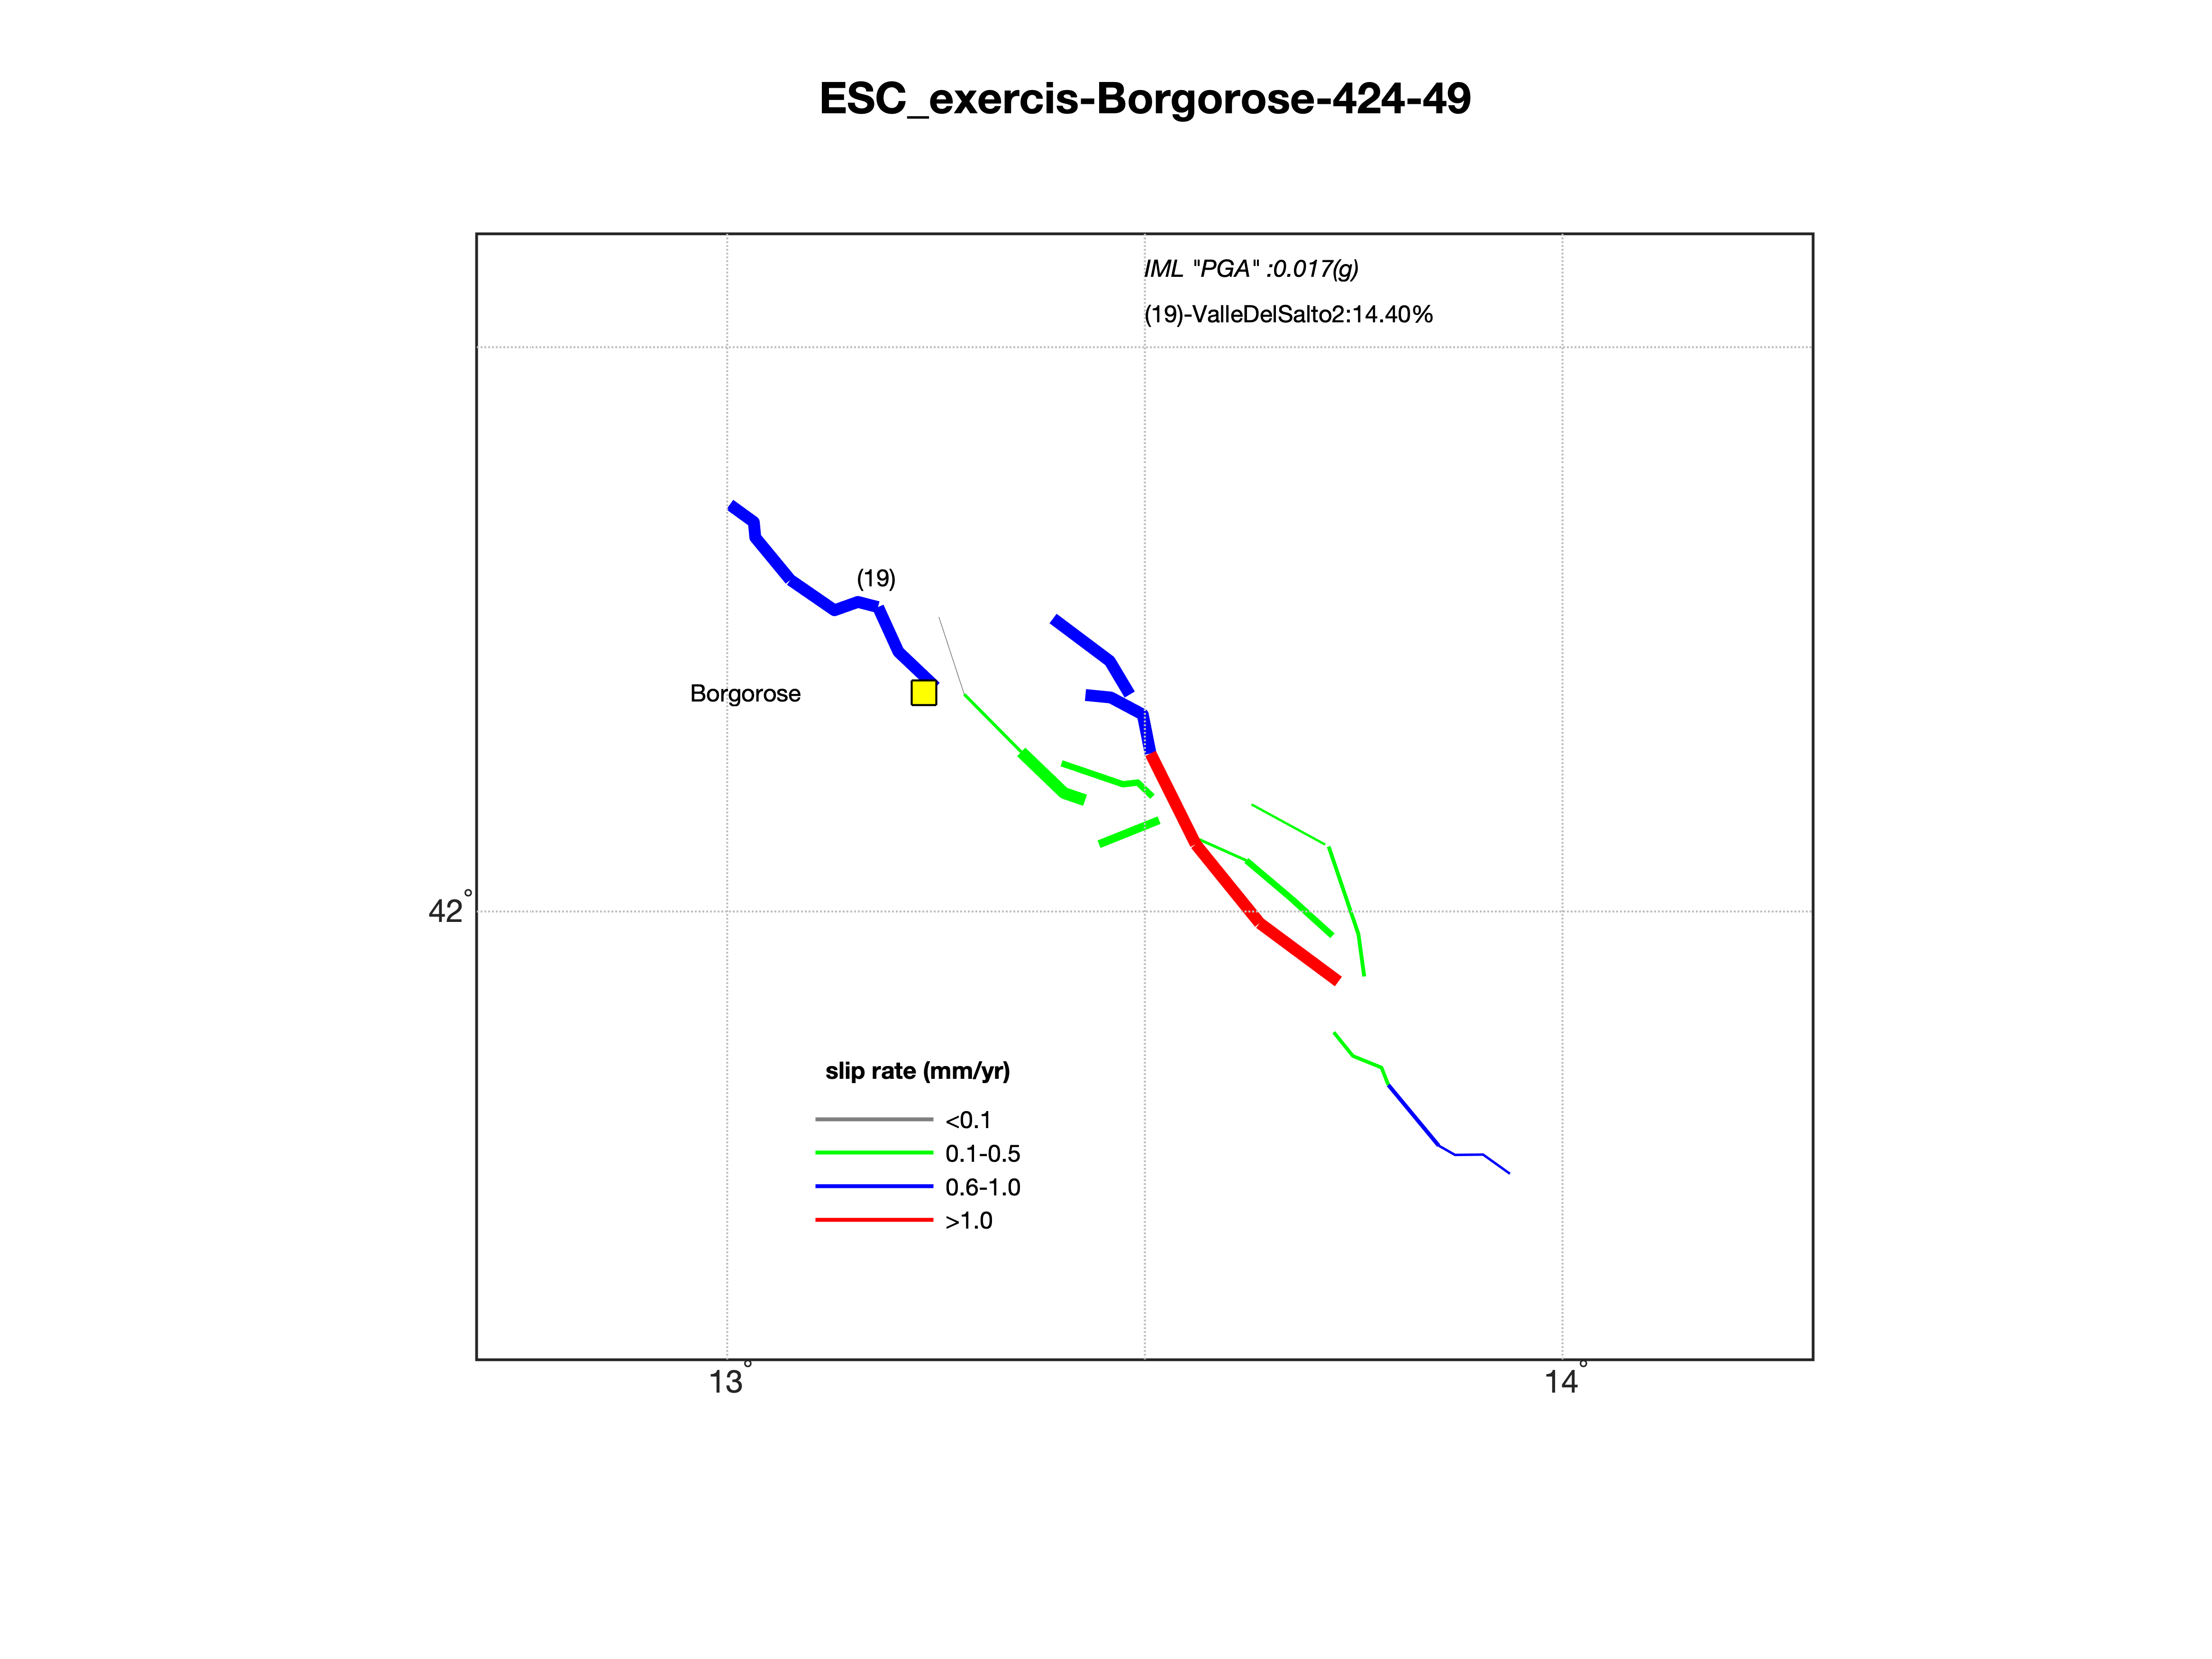 ESC_exercis-Borgorose-424-49
IML "PGA" :0.017(g)
(19)-ValleDelSalto2:14.40%
(19)
Borgorose
42°
slip rate (mm/yr)
<0.1
0.1-0.5
0.6-1.0
>1.0
13°
14°